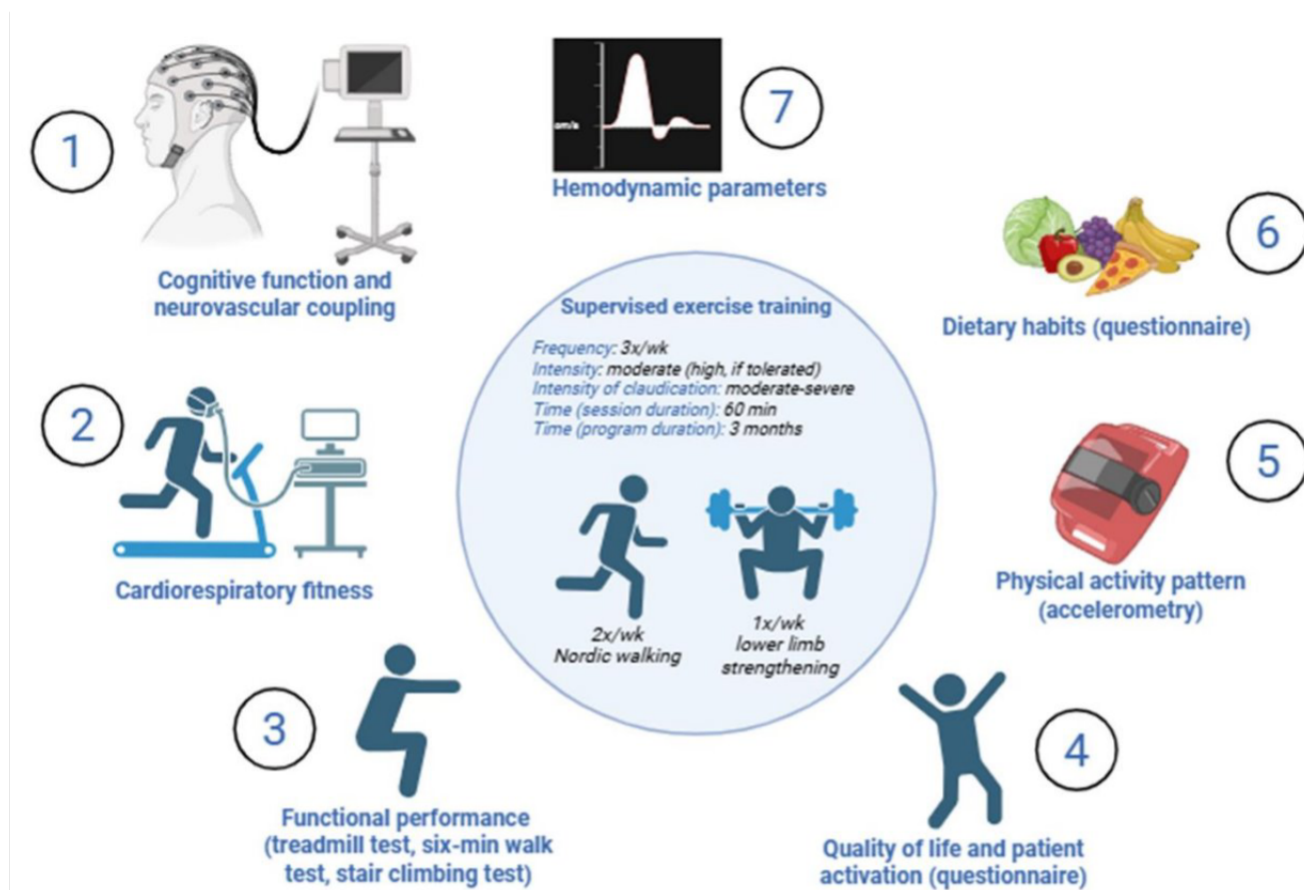 1
Cognitive function and
neurovascular coupling
7
cm/s
Hemodynamic parameters
6
Dietary habits (questionnaire)
Supervised exercise training
Frequency: 3x/wk
Intensity: moderate (high, if tolerated)
Intensity of claudication: moderate-severe
Time (session duration): 60 min
Time (program duration): 3 months
2x/wk
Nordic walking
1x/wk
lower limb
strengthening
2
Cardiorespiratory fitness
5
Physical activity pattern
(accelerometry)
3
Functional performance
(treadmill test, six-min walk
test, stair climbing test)
4
Quality of life and patient
activation (questionnaire)